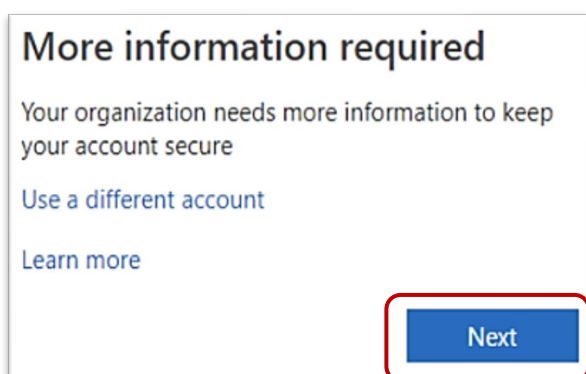 More information required
Your organization needs more information to keep
your account secure
Use a different account
Learn more
Next